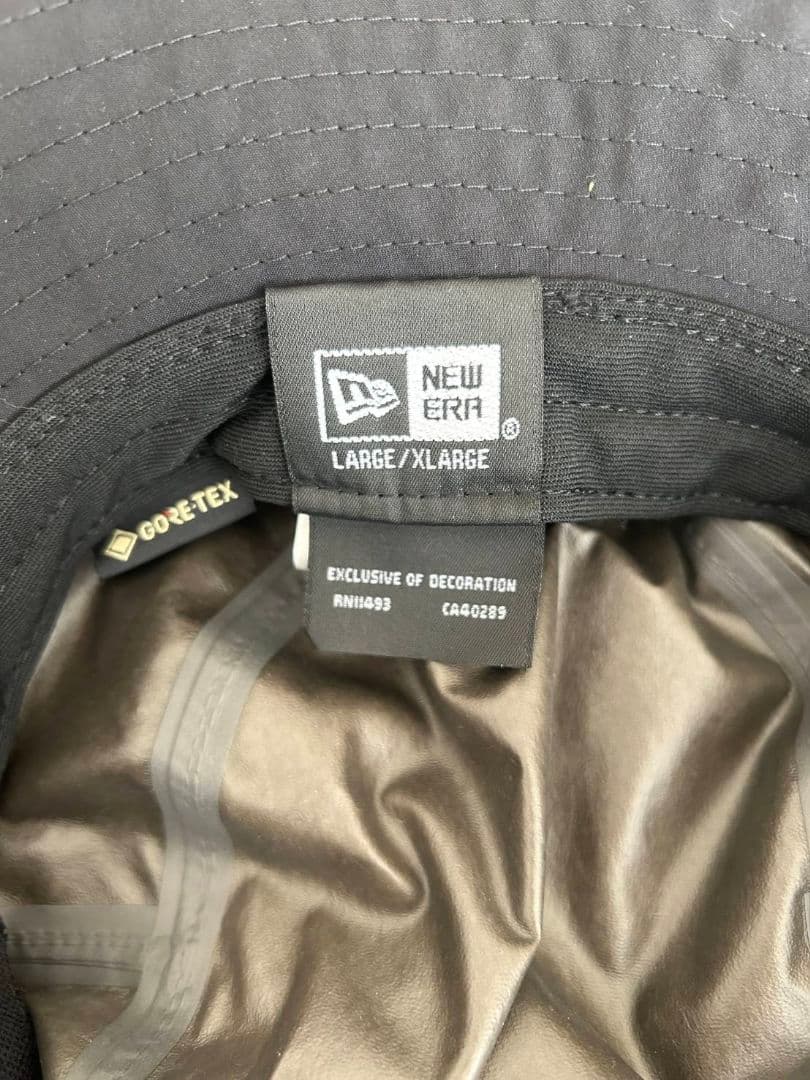 NEW
ERA®
LARGE/XLARGE
GORE-TEX
EXCLUSIVE OF DECORATION
RN11493 CA40289